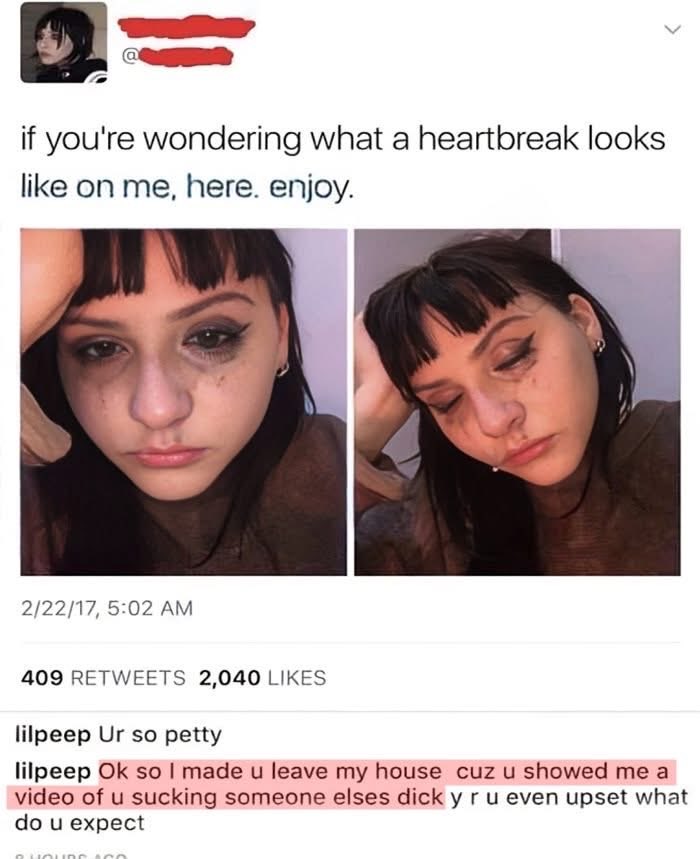 @
if you're wondering what a heartbreak looks
like on me, here. enjoy.
2/22/17, 5:02 AM
409 RETWEETS 2,040 LIKES
lilpeep Ur so petty
lilpeep Ok so I made u leave my house cuz u showed me a
video of u sucking someone elses dick y r u even upset what
do u expect
HOURS AGO